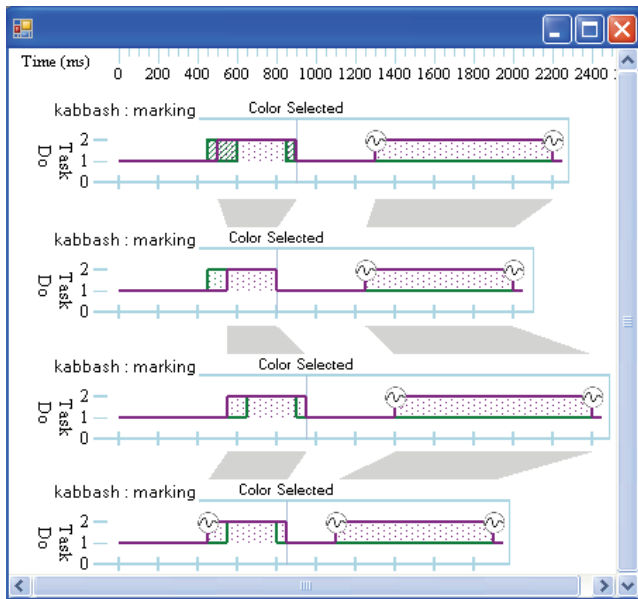 Time (ms)
0 200 400 600 800 1000 1200 1400 1600 1800 2000 2200 2400
kabbash : marking
Color Selected
Do Task
2
1
0
kabbash : marking
Color Selected
Do Task
2
1
0
kabbash : marking
Color Selected
Do Task
2
1
0
kabbash : marking
Color Selected
Do Task
2
1
0